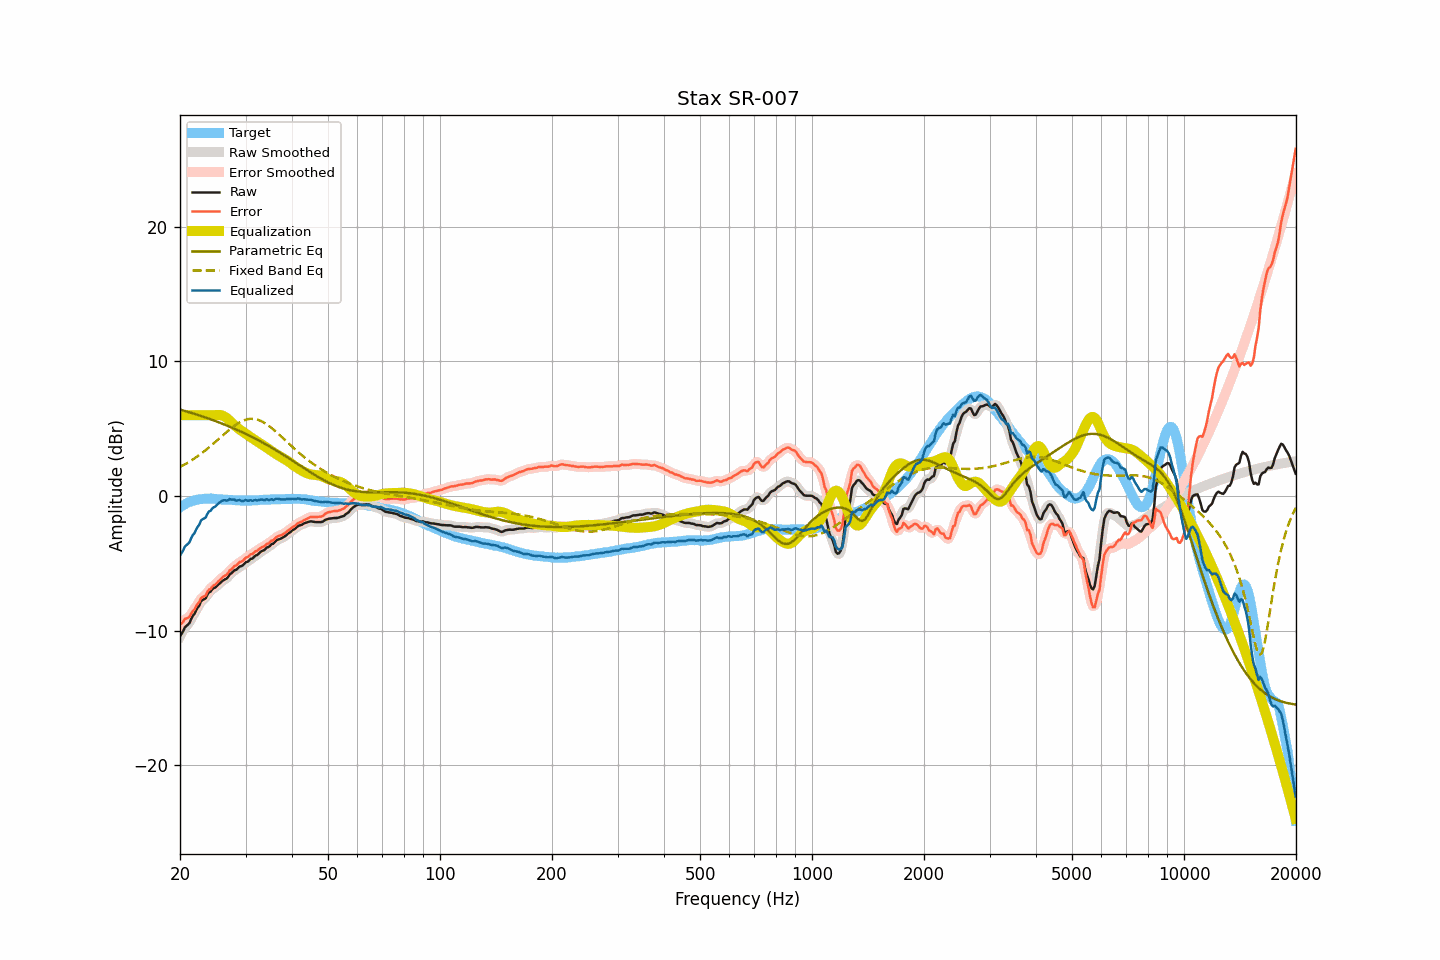 Stax SR-007
Target
Raw Smoothed
Error Smoothed
Raw
Error
Equalization
Parametric Eq
Fixed Band Eq
Equalized
20
10
0
−10
−20
Amplitude (dBr)
20 50 100 200 500 1000 2000 5000 10000 20000
Frequency (Hz)